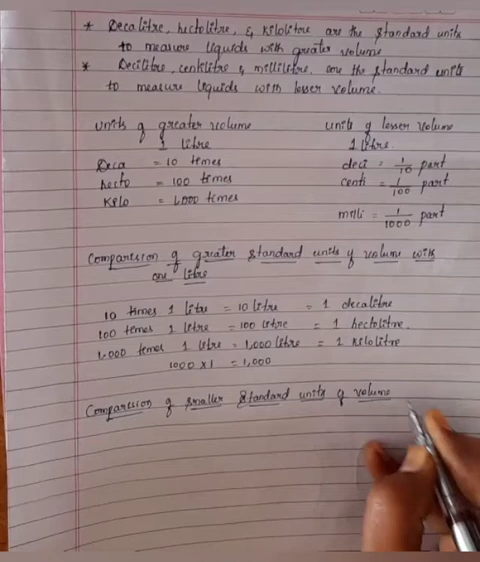 * Decalitre, hectolitre, & kilolitre are the standard units
to measure liquids with greater volume
* Decilitre, centilitre & millilitre. are the standard units
to measure liquids with lesser volume.
units of greater volume
1 litre
Deca = 10 times
hecto = 100 times
Kilo = 1,000 times
units of lesser volume
1 litre.
deci = 1/10 part
centi = 1/100 part
milli = 1/1000 part
Comparision of greater standard units of volume with
one litre
10 times 1 litre = 10 litre = 1 decalitre
100 times 1 litre = 100 litre = 1 hectolitre.
1,000 times 1 litre = 1,000 litre = 1 kilolitre
1000 x 1 = 1,000
Comparision of smaller standard units of volume